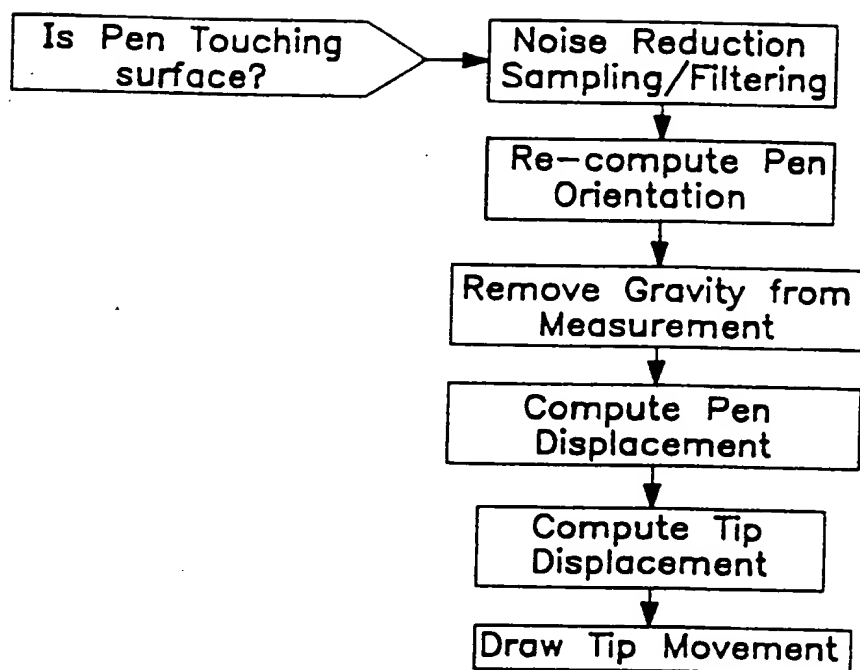 Is Pen Touching
surface?
Noise Reduction
Sampling/Filtering
Re-compute Pen
Orientation
Remove Gravity from
Measurement
Compute Pen
Displacement
Compute Tip
Displacement
Draw Tip Movement